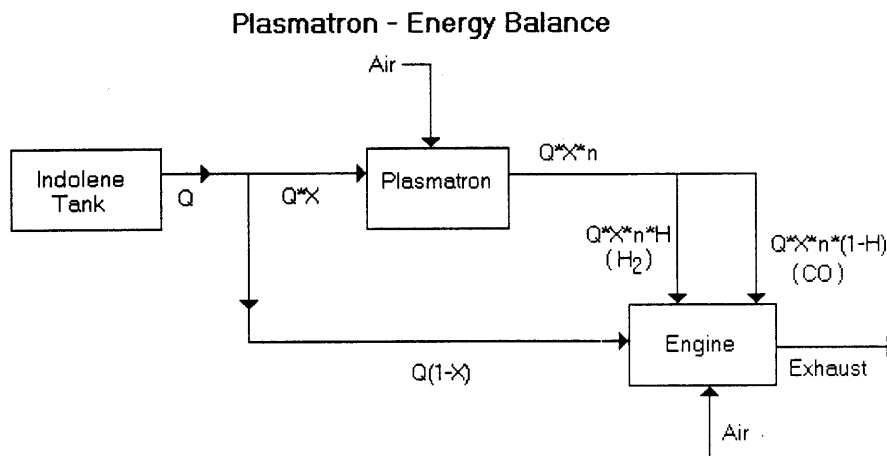 Plasmatron - Energy Balance
Air
Indolene
Tank
Q
Q*X
Plasmatron
Q*X*n
Q*X*n*H
(H2)
Q*X*n*(1-H)
(CO)
Q(1-X)
Engine
Exhaust
Air